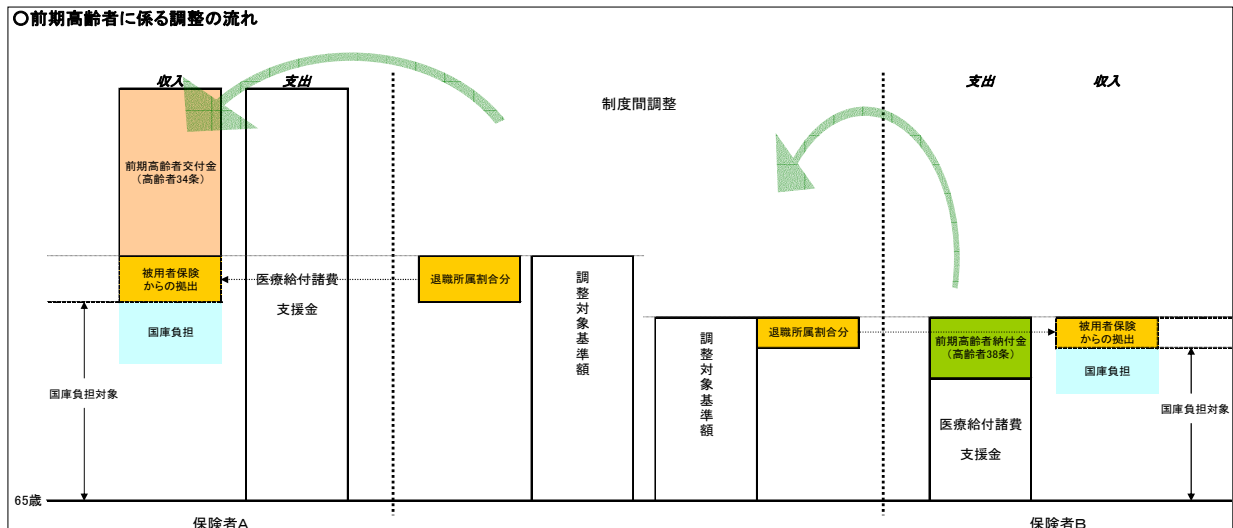 〇前期高齢者に係る調整の流れ
収入
支出
制度間調整
支出
収入
前期高齢者交付金
(高齢者34条)
被用者保険
からの拠出
国庫負担
国庫負担対象
医療給付諸費
支援金
退職所属割合分
調整対象基準額
調整対象基準額
退職所属割合分
前期高齢者納付金
(高齢者38条)
医療給付諸費
支援金
被用者保険
からの拠出
国庫負担
国庫負担対象
65歳
保険者A
保険者B